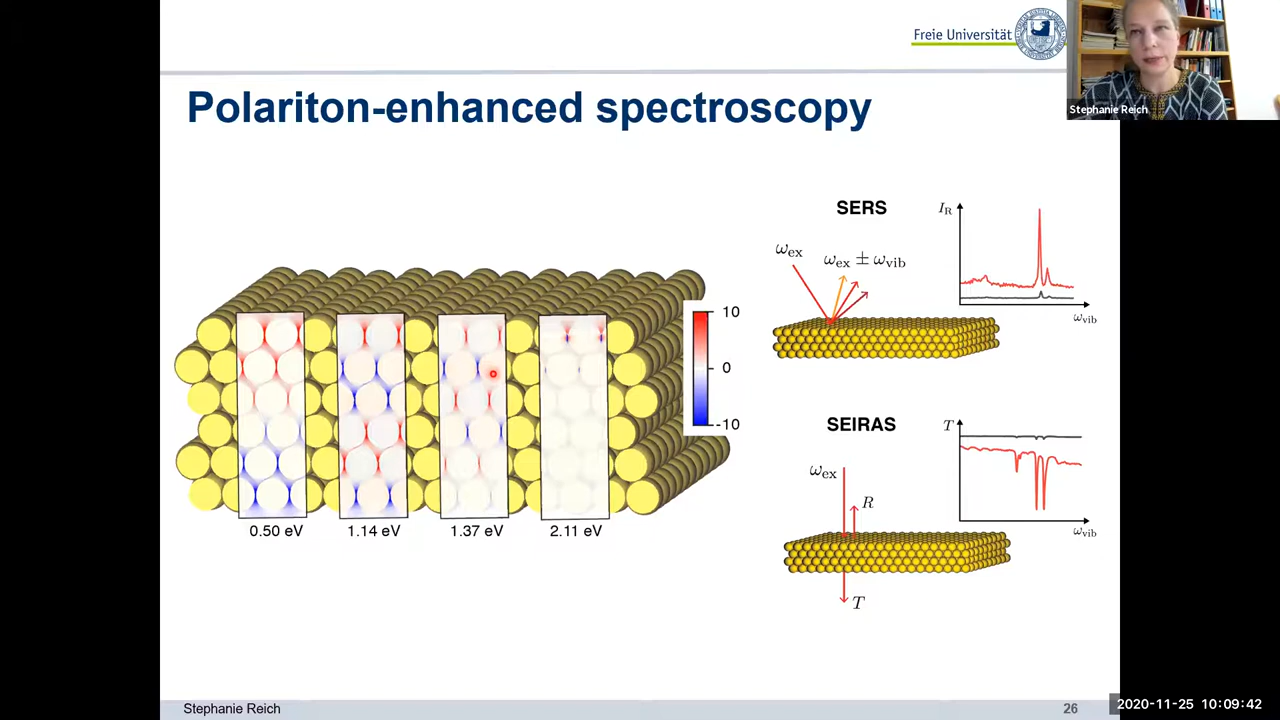 Freie Universität
Stephanie Reich
Polariton-enhanced spectroscopy
SERS
I_R
ω_ex
ω_ex ± ω_vib
ω_vib
10
0
-10
0.50 eV
1.14 eV
1.37 eV
2.11 eV
SEIRAS
T
ω_ex
R
ω_vib
T
Stephanie Reich
26
2020-11-25 10:09:42